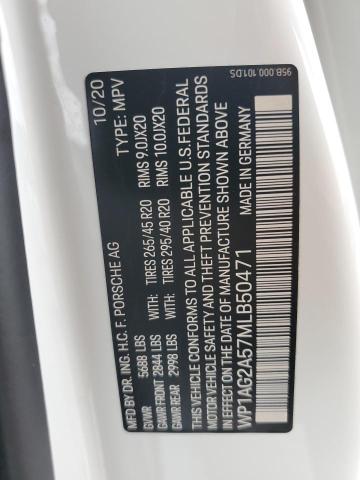 95B.000.101.DS
MFD BY DR. ING. H.C. F. PORSCHE AG 10/20
GVWR 5688 LBS TYPE: MPV
GAWR FRONT 2844 LBS WITH: TIRES 265/45 R20 RIMS 9.0JX20
GAWR REAR 2998 LBS WITH: TIRES 295/40 R20 RIMS 10.0JX20
THIS VEHICLE CONFORMS TO ALL APPLICABLE U.S. FEDERAL
MOTOR VEHICLE SAFETY AND THEFT PREVENTION STANDARDS
IN EFFECT ON THE DATE OF MANUFACTURE SHOWN ABOVE
WP1AG2A57MLB50471 MADE IN GERMANY